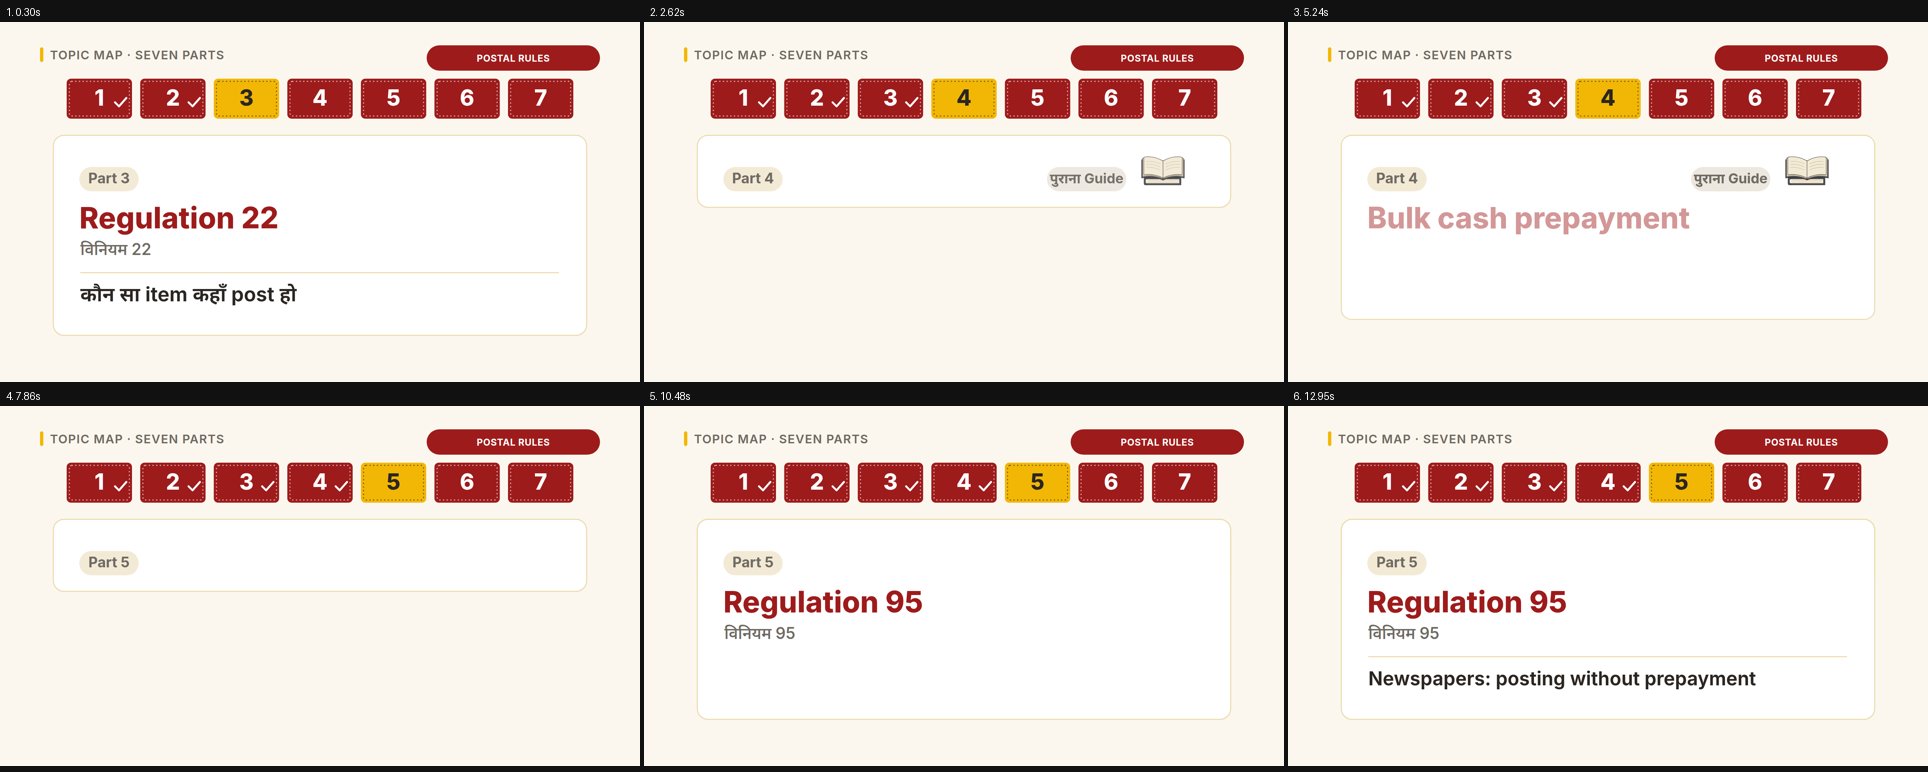 1. 0.30s
TOPIC MAP · SEVEN PARTS
POSTAL RULES
1 2 3 4 5 6 7
Part 3
Regulation 22
विनियम 22
कौन सा item कहाँ post हो
2. 2.62s
TOPIC MAP · SEVEN PARTS
POSTAL RULES
1 2 3 4 5 6 7
Part 4
पुराना Guide
3. 5.24s
TOPIC MAP · SEVEN PARTS
POSTAL RULES
1 2 3 4 5 6 7
Part 4
पुराना Guide
Bulk cash prepayment
4. 7.86s
TOPIC MAP · SEVEN PARTS
POSTAL RULES
1 2 3 4 5 6 7
Part 5
5. 10.48s
TOPIC MAP · SEVEN PARTS
POSTAL RULES
1 2 3 4 5 6 7
Part 5
Regulation 95
विनियम 95
6. 12.95s
TOPIC MAP · SEVEN PARTS
POSTAL RULES
1 2 3 4 5 6 7
Part 5
Regulation 95
विनियम 95
Newspapers: posting without prepayment